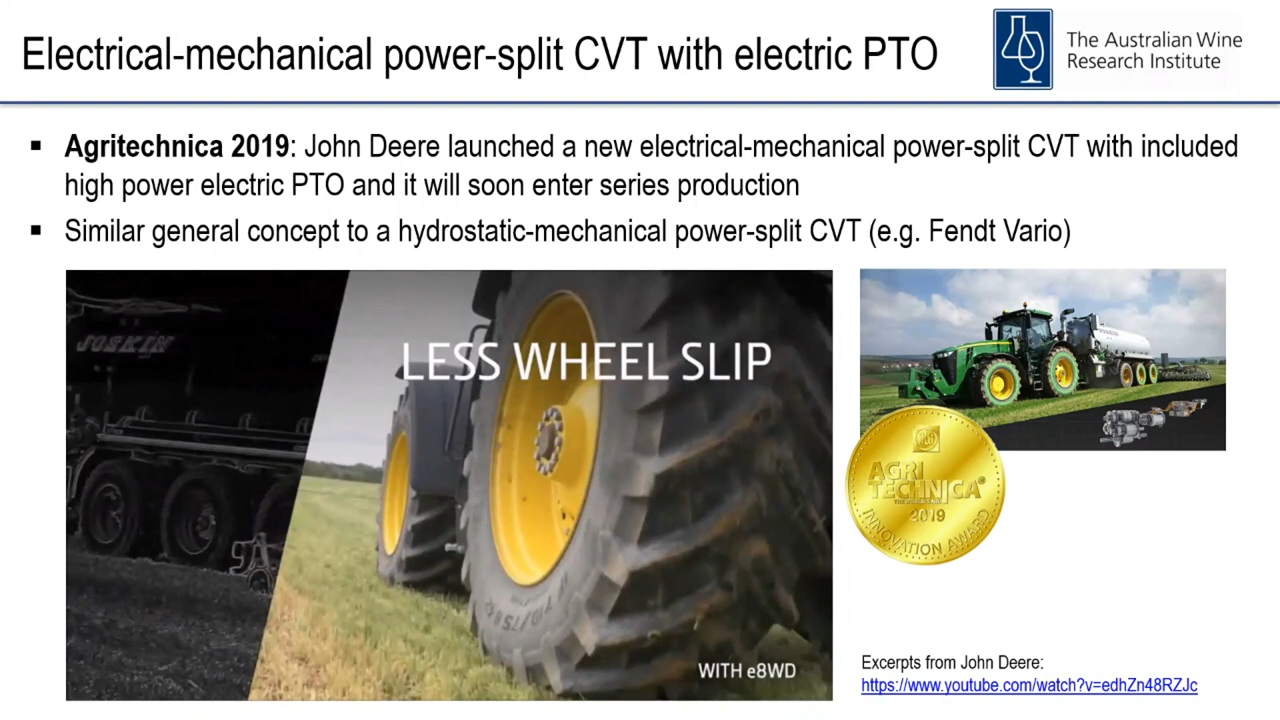 Electrical-mechanical power-split CVT with electric PTO
The Australian Wine
Research Institute
▪ Agritechnica 2019: John Deere launched a new electrical-mechanical power-split CVT with included
high power electric PTO and it will soon enter series production
▪ Similar general concept to a hydrostatic-mechanical power-split CVT (e.g. Fendt Vario)
JOSKIN
LESS WHEEL SLIP
WITH e8WD
AGRI
TECHNICA®
2019
INNOVATION AWARD
Excerpts from John Deere:
https://www.youtube.com/watch?v=edhZn48RZJc